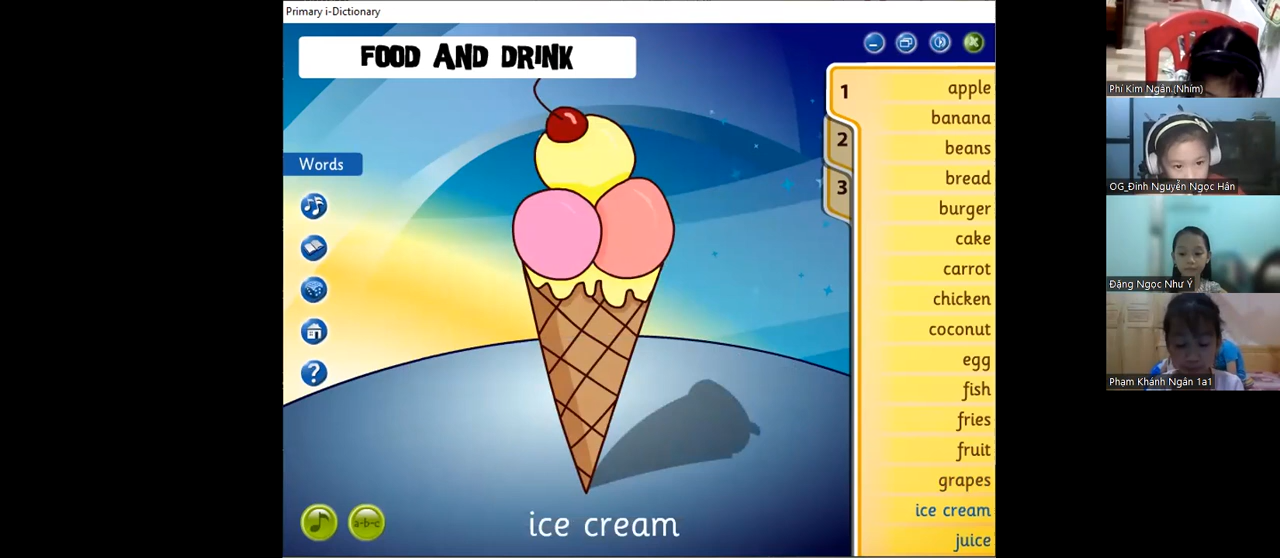 Primary i-Dictionary
FOOD AND DRINK
Words
a-b-c
ice cream
1
2
3
apple
banana
beans
bread
burger
cake
carrot
chicken
coconut
egg
fish
fries
fruit
grapes
ice cream
juice
Phí Kim Ngân.(Nhím)
OG_Đinh Nguyễn Ngọc Hân
Đặng Ngọc Như Ý
Phạm Khánh Ngân 1a1